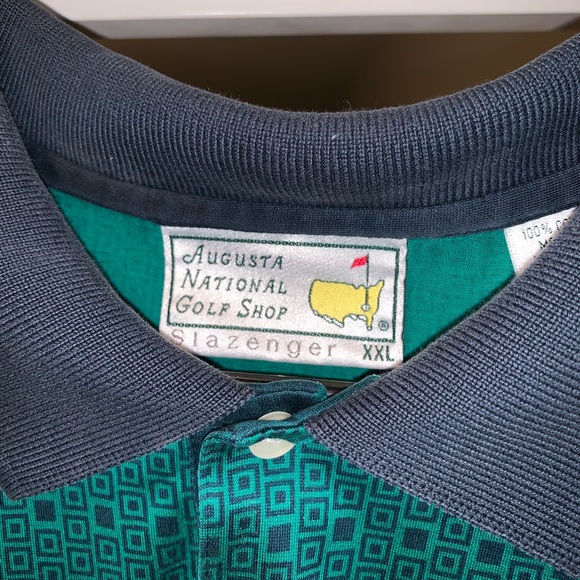 AUGUSTA
NATIONAL
GOLF SHOP
®
Slazenger XXL
100%